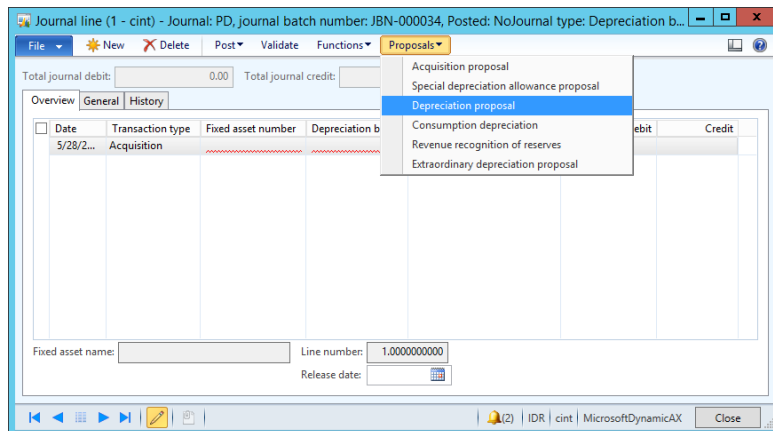 Journal line (1 - cint) - Journal: PD, journal batch number: JBN-000034, Posted: NoJournal type: Depreciation b...
File New Delete Post Validate Functions Proposals
Total journal debit: 0.00 Total journal credit:
Acquisition proposal
Special depreciation allowance proposal
Depreciation proposal
Consumption depreciation
Revenue recognition of reserves
Extraordinary depreciation proposal
Overview General History
Date Transaction type Fixed asset number Depreciation b ebit Credit
5/28/2... Acquisition
Fixed asset name: Line number: 1.0000000000
Release date:
(2) IDR cint MicrosoftDynamicAX Close